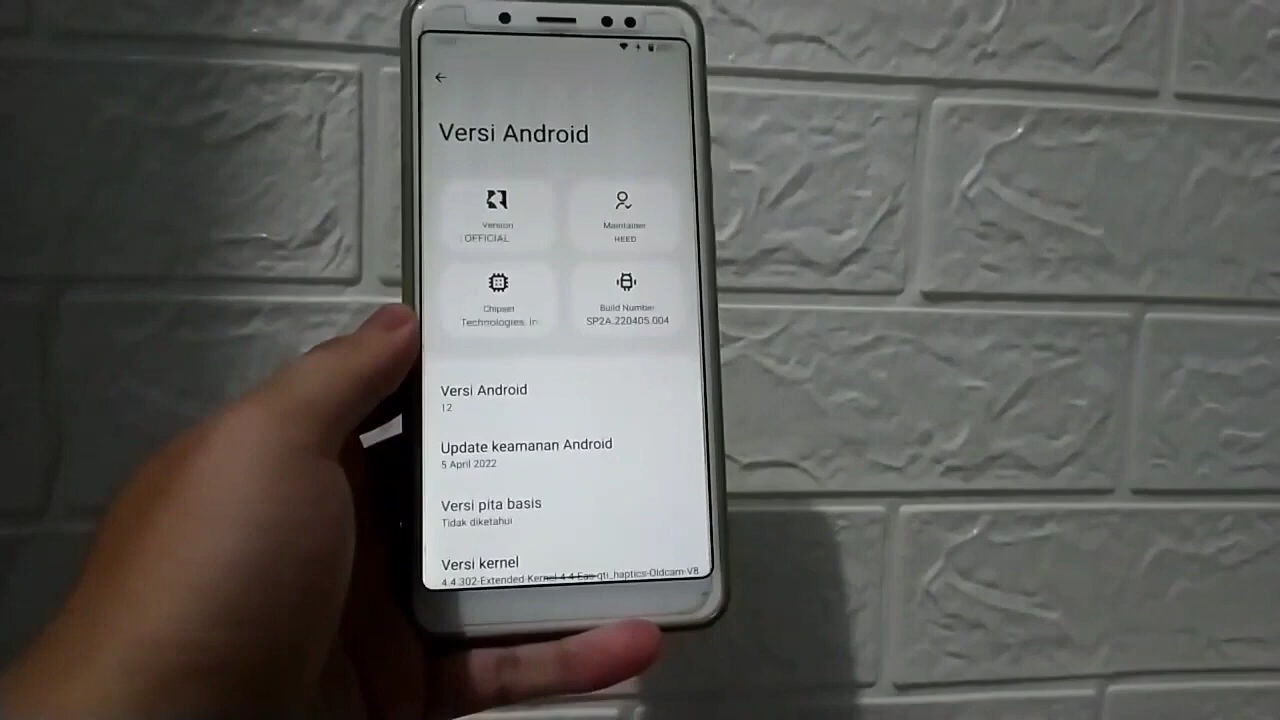 Versi Android
Version
OFFICIAL
Maintainer
HEED
Chipset
Technologies, In
Build Number
SP2A.220405.004
Versi Android
12
Update keamanan Android
5 April 2022
Versi pita basis
Tidak diketahui
Versi kernel
4.4.302-Extended-Kernel-4.4-Eas-qti_haptics-Oldcam-V8